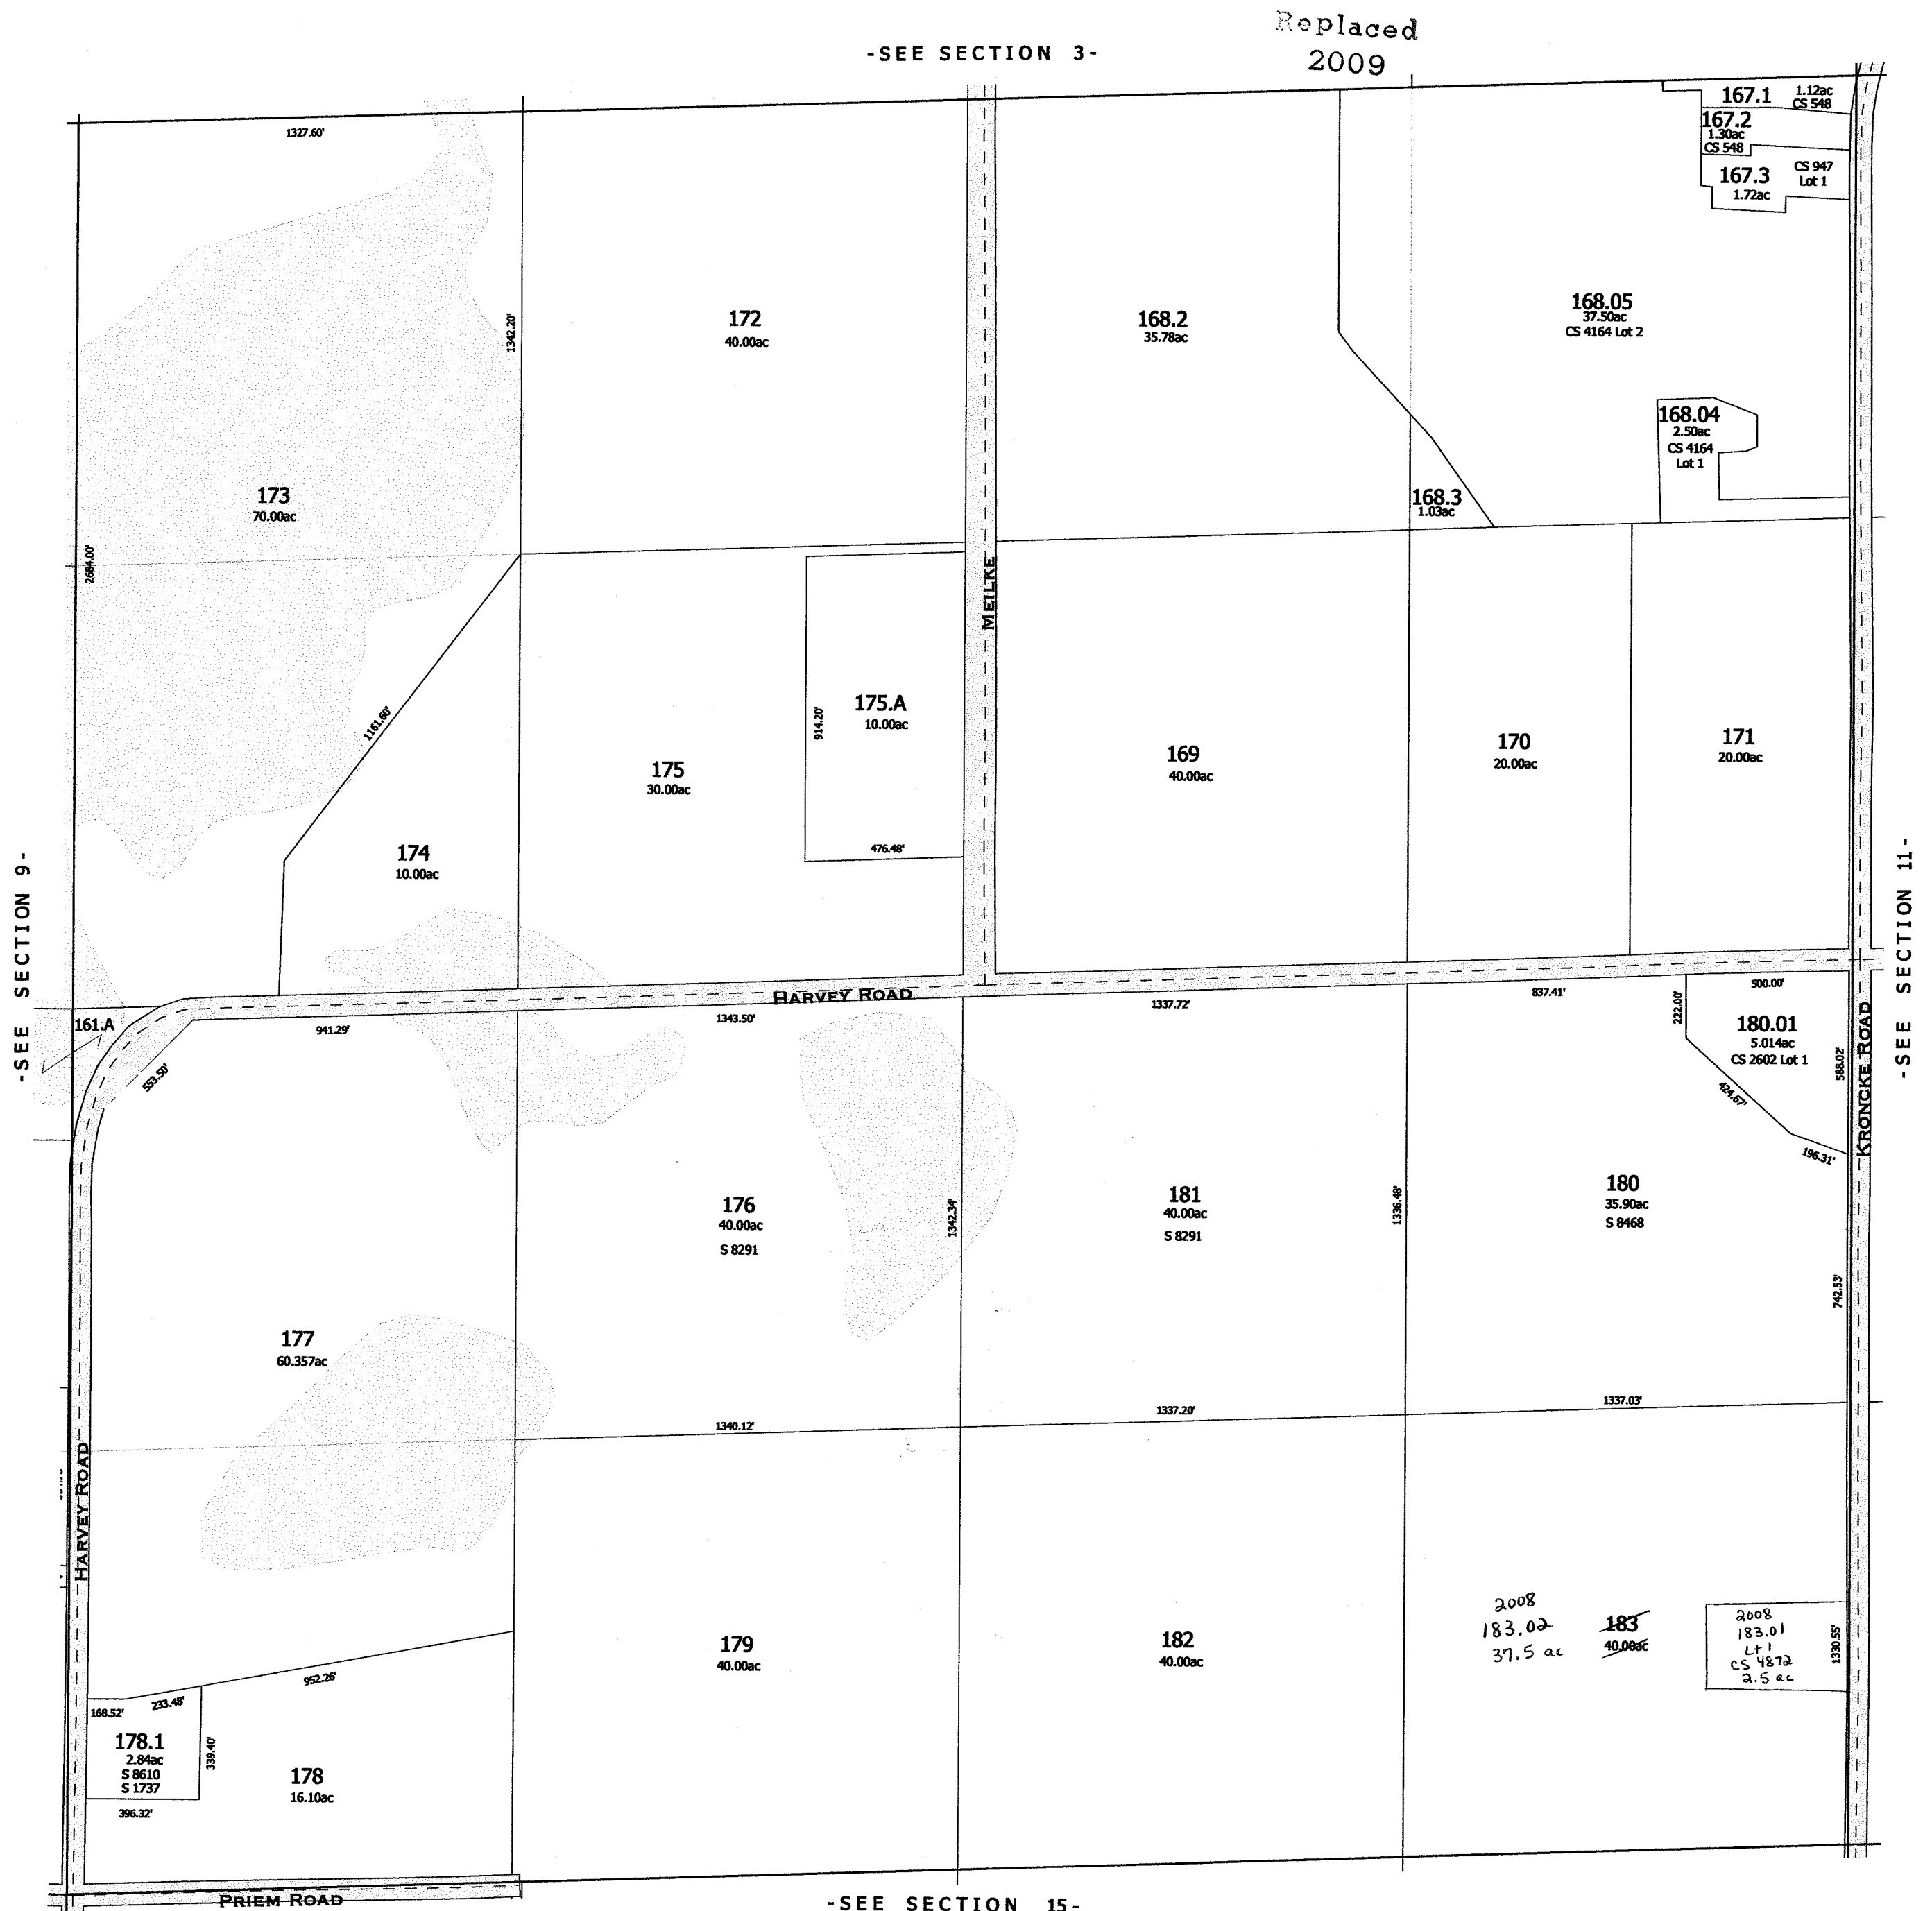 Replaced
2009
-SEE SECTION 3-
1327.60'
167.1
1.12ac
CS 548
167.2
1.30ac
CS 548
167.3
1.72ac
CS 947
Lot 1
172
40.00ac
1342.20'
168.2
35.78ac
168.05
37.50ac
CS 4164 Lot 2
168.04
2.50ac
CS 4164
Lot 1
173
70.00ac
168.3
1.03ac
2684.00'
MEILKE
1161.60'
175.A
10.00ac
914.20'
476.48'
175
30.00ac
169
40.00ac
170
20.00ac
171
20.00ac
174
10.00ac
-SEE SECTION 9-
-SEE SECTION 11-
161.A
HARVEY ROAD
941.29'
1343.50'
1337.72'
837.41'
500.00'
222.00'
180.01
5.014ac
CS 2602 Lot 1
588.02'
424.67'
196.31'
KRONCKE ROAD
553.50'
176
40.00ac
S 8291
1342.34'
181
40.00ac
S 8291
1336.48'
180
35.90ac
S 8468
742.53'
177
60.357ac
1340.12'
1337.20'
1337.03'
HARVEY ROAD
2008
183.02
37.5 ac
183
40.00ac
2008
183.01
Lt 1
CS 4872
2.5 ac
1330.55'
179
40.00ac
182
40.00ac
952.26'
233.48'
168.52'
178.1
2.84ac
S 8610
S 1737
339.40'
396.32'
178
16.10ac
PRIEM ROAD
-SEE SECTION 15-